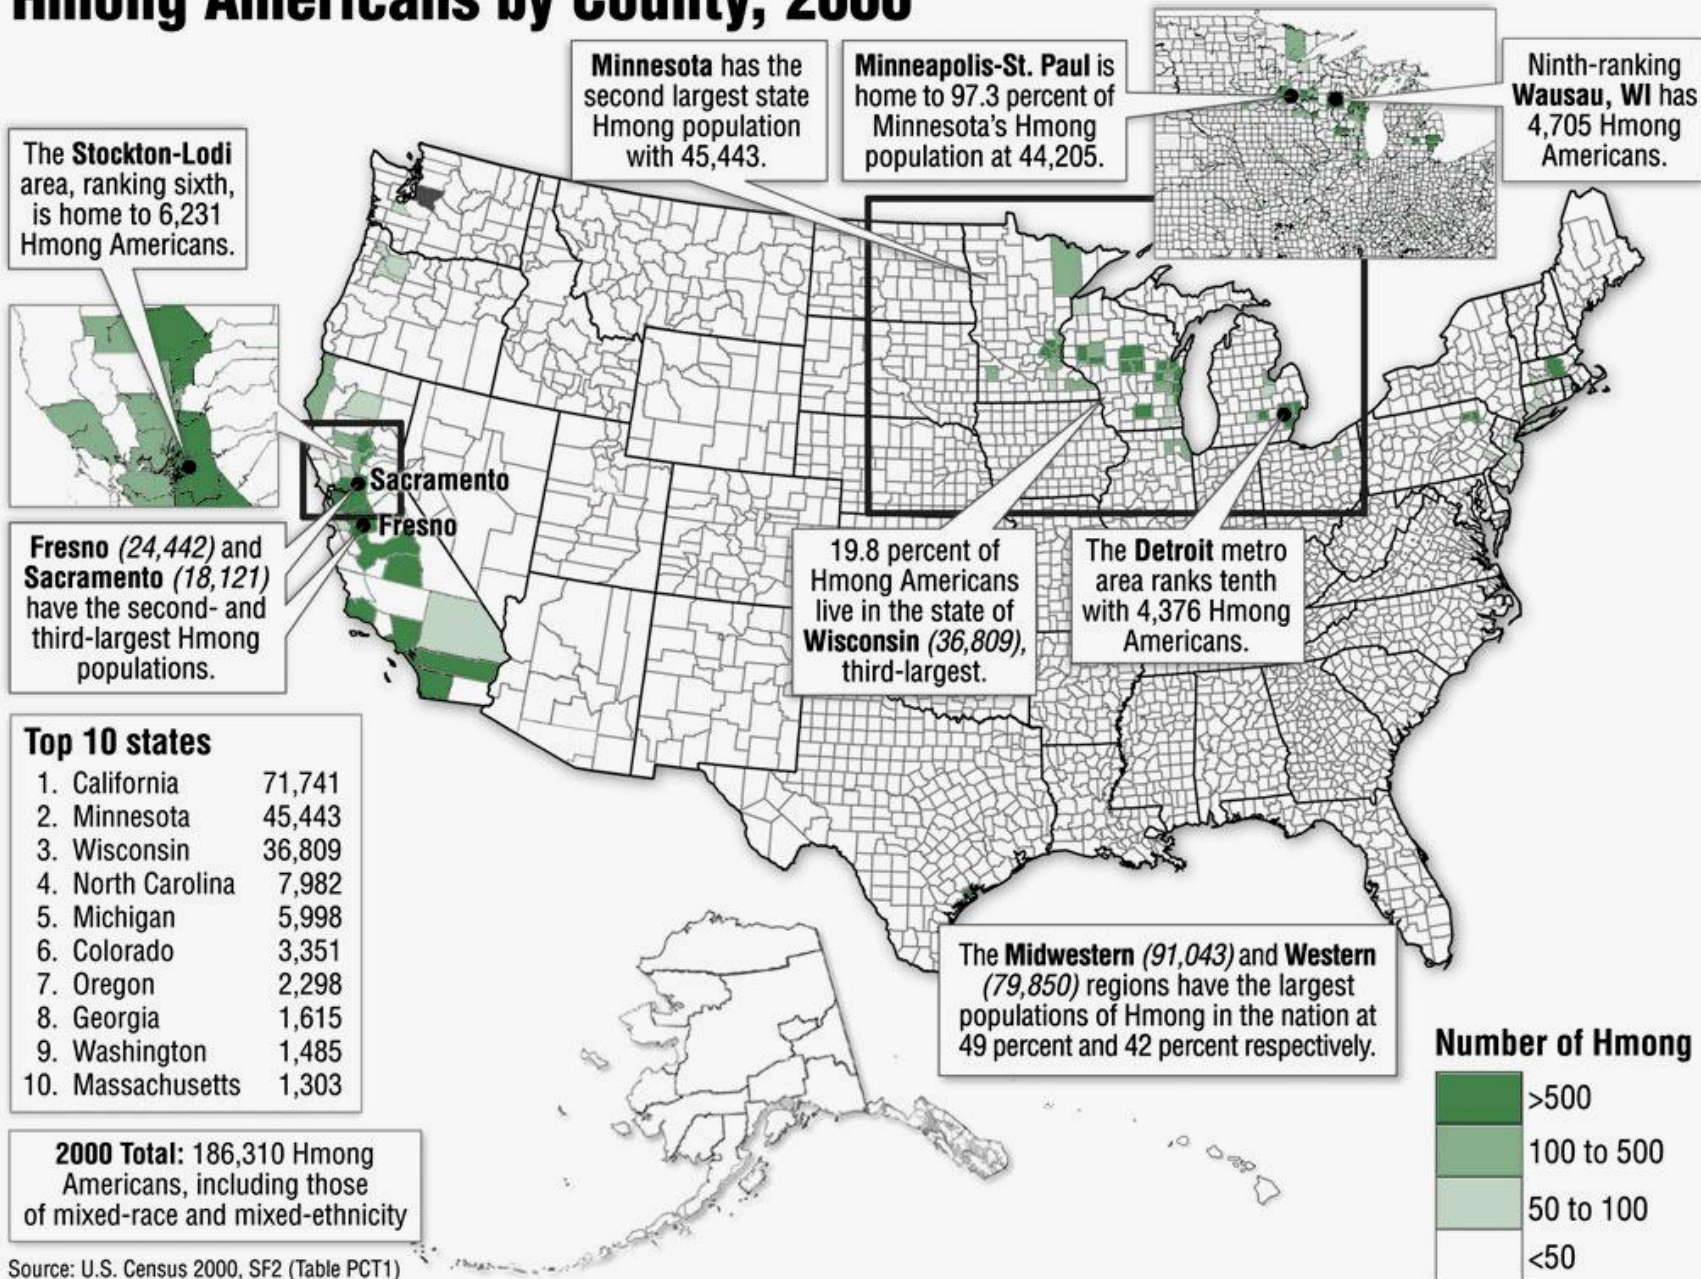 Hmong Americans by County, 2000
Minnesota has the
second largest state
Hmong population
with 45,443.
Minneapolis-St. Paul is
home to 97.3 percent of
Minnesota's Hmong
population at 44,205.
Ninth-ranking
Wausau, WI has
4,705 Hmong
Americans.
The Stockton-Lodi
area, ranking sixth,
is home to 6,231
Hmong Americans.
Sacramento
Fresno
Fresno (24,442) and
Sacramento (18,121)
have the second- and
third-largest Hmong
populations.
19.8 percent of
Hmong Americans
live in the state of
Wisconsin (36,809),
third-largest.
The Detroit metro
area ranks tenth
with 4,376 Hmong
Americans.
Top 10 states
1. California 71,741
2. Minnesota 45,443
3. Wisconsin 36,809
4. North Carolina 7,982
5. Michigan 5,998
6. Colorado 3,351
7. Oregon 2,298
8. Georgia 1,615
9. Washington 1,485
10. Massachusetts 1,303
The Midwestern (91,043) and Western
(79,850) regions have the largest
populations of Hmong in the nation at
49 percent and 42 percent respectively.
Number of Hmong
>500
100 to 500
50 to 100
<50
2000 Total: 186,310 Hmong
Americans, including those
of mixed-race and mixed-ethnicity
Source: U.S. Census 2000, SF2 (Table PCT1)